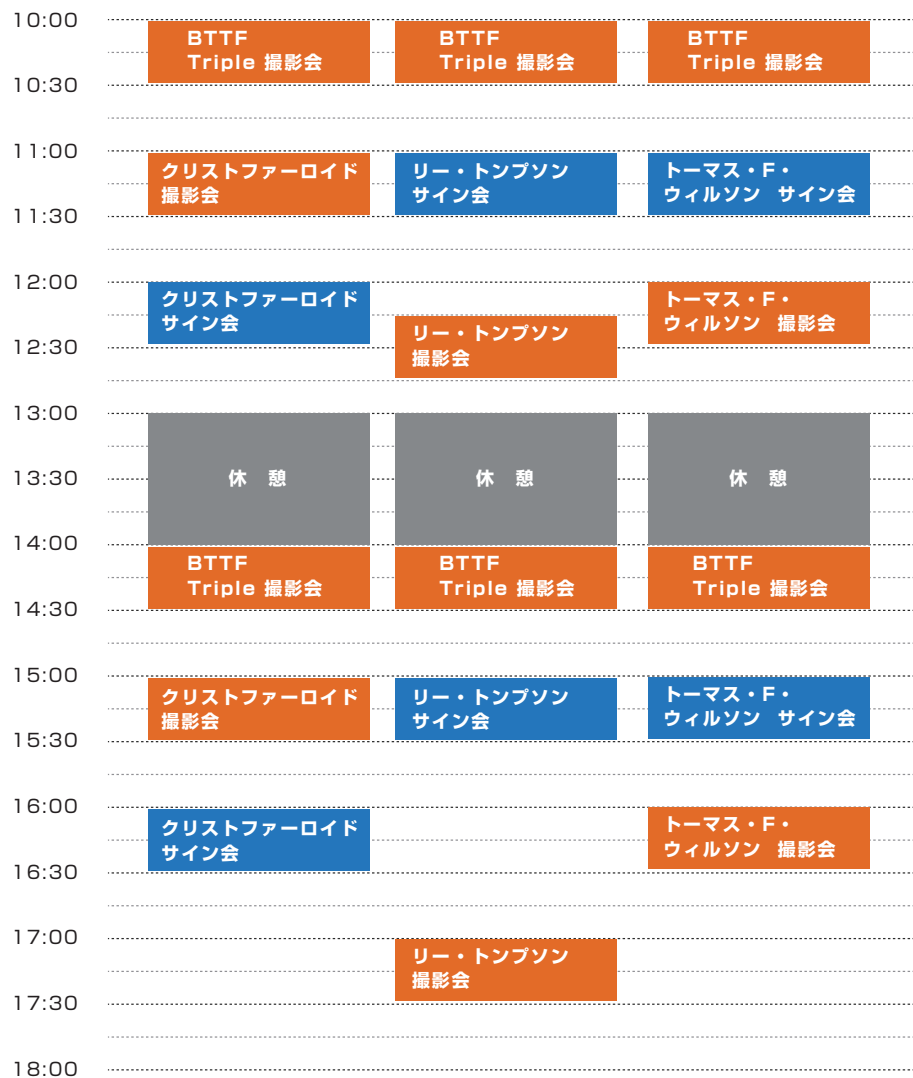 10:00
BTTF
Triple 撮影会
BTTF
Triple 撮影会
BTTF
Triple 撮影会
10:30
11:00
クリストファーロイド
撮影会
リー・トンプソン
サイン会
トーマス・F・
ウィルソン サイン会
11:30
12:00
クリストファーロイド
サイン会
リー・トンプソン
撮影会
トーマス・F・
ウィルソン 撮影会
12:30
13:00
13:30
休 憩
休 憩
休 憩
14:00
BTTF
Triple 撮影会
BTTF
Triple 撮影会
BTTF
Triple 撮影会
14:30
15:00
クリストファーロイド
撮影会
リー・トンプソン
サイン会
トーマス・F・
ウィルソン サイン会
15:30
16:00
クリストファーロイド
サイン会
トーマス・F・
ウィルソン 撮影会
16:30
17:00
リー・トンプソン
撮影会
17:30
18:00